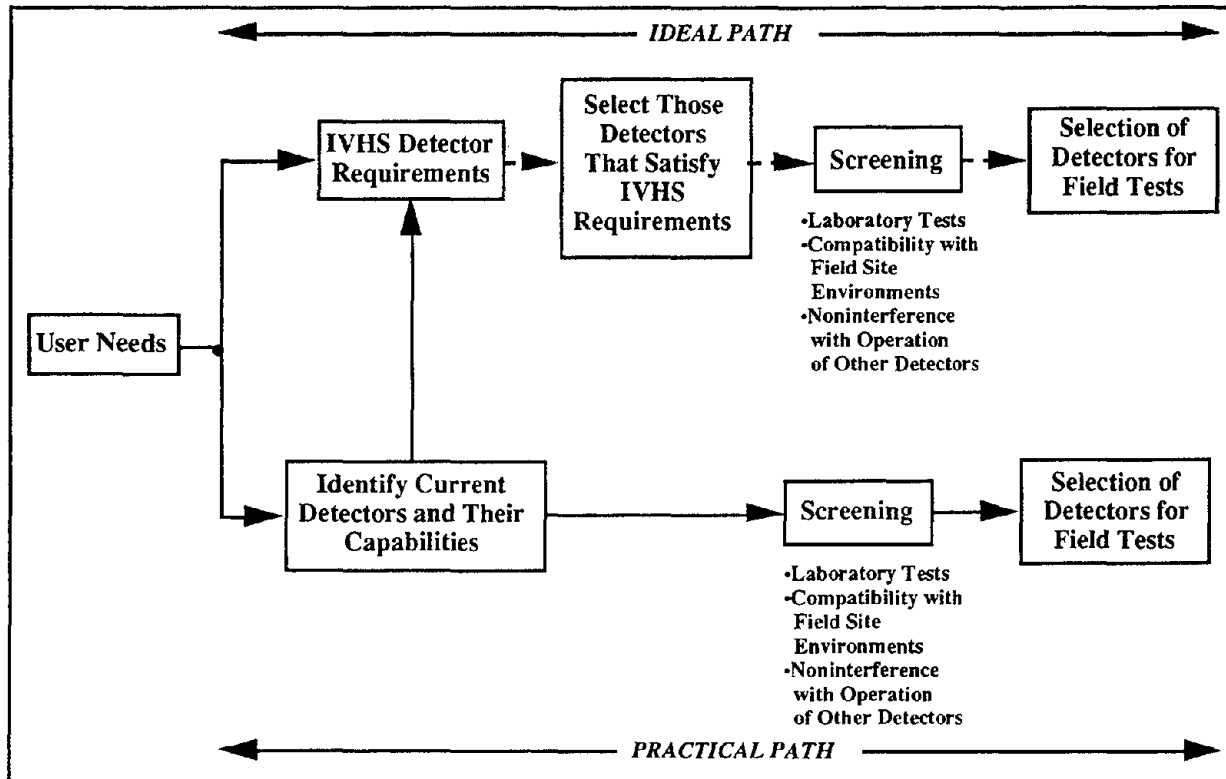 IDEAL PATH
IVHS Detector
Requirements
Select Those
Detectors
That Satisfy
IVHS
Requirements
Screening
•Laboratory Tests
•Compatibility with
Field Site
Environments
•Noninterference
with Operation
of Other Detectors
Selection of
Detectors for
Field Tests
User Needs
Identify Current
Detectors and Their
Capabilities
Screening
•Laboratory Tests
•Compatibility with
Field Site
Environments
•Noninterference
with Operation
of Other Detectors
Selection of
Detectors for
Field Tests
PRACTICAL PATH